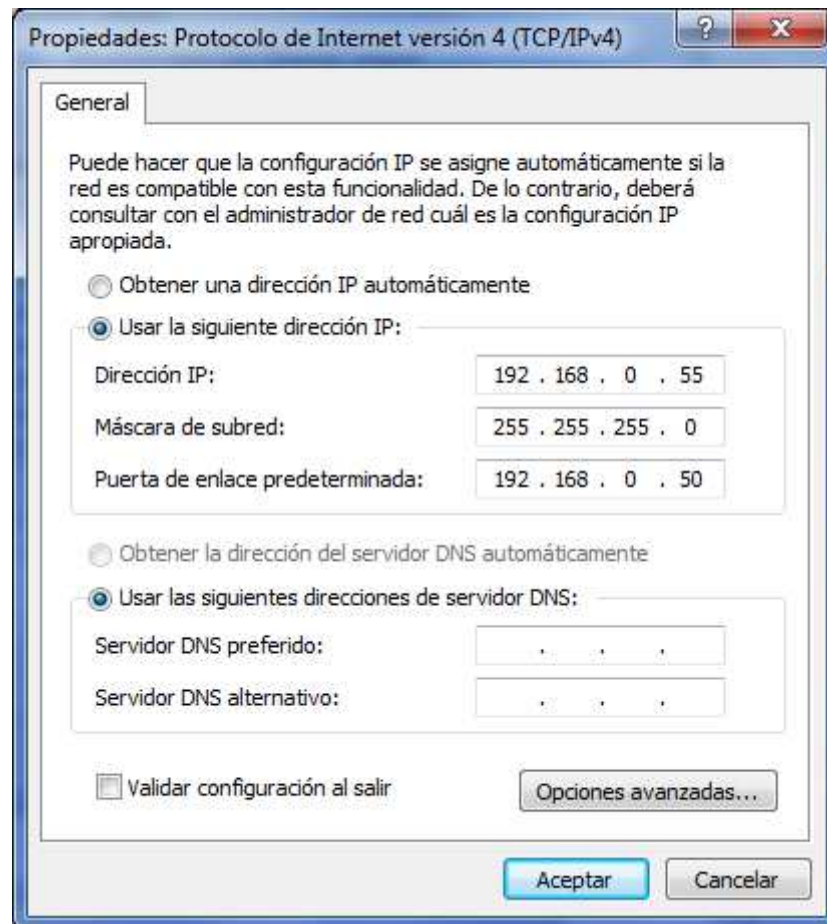 Propiedades: Protocolo de Internet versión 4 (TCP/IPv4)
?
General
Puede hacer que la configuración IP se asigne automáticamente si la
red es compatible con esta funcionalidad. De lo contrario, deberá
consultar con el administrador de red cuál es la configuración IP
apropiada.
Obtener una dirección IP automáticamente
Usar la siguiente dirección IP:
Dirección IP: 192 . 168 . 0 . 55
Máscara de subred: 255 . 255 . 255 . 0
Puerta de enlace predeterminada: 192 . 168 . 0 . 50
Obtener la dirección del servidor DNS automáticamente
Usar las siguientes direcciones de servidor DNS:
Servidor DNS preferido: . . .
Servidor DNS alternativo: . . .
Validar configuración al salir Opciones avanzadas...
Aceptar Cancelar